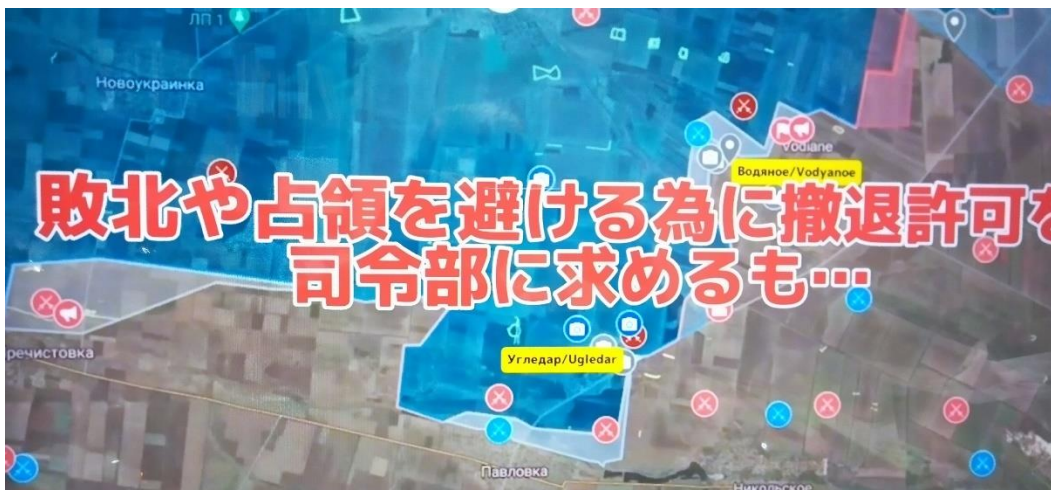 ЛП 1
Новоукраинка
Vodiane
Водяное/Vodyanoe
敗北や占領を避ける為に撤退許可を
司令部に求めるも…
речистовка
Угледар/Ugledar
Павловка
Никольское